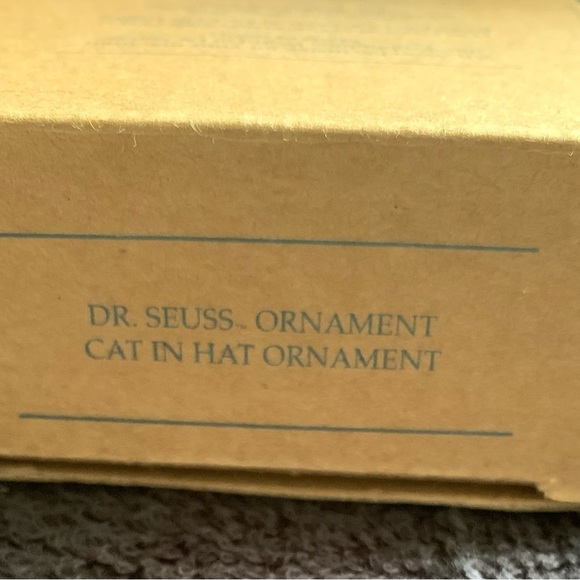 DR. SEUSS™ ORNAMENT
CAT IN HAT ORNAMENT